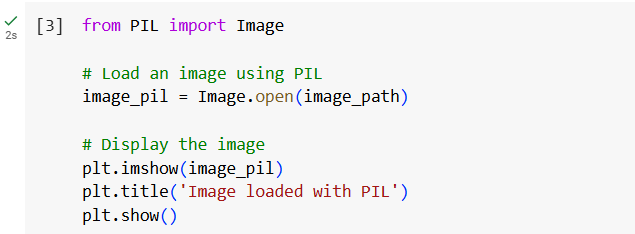 [3] from PIL import Image
2s
# Load an image using PIL
image_pil = Image.open(image_path)
# Display the image
plt.imshow(image_pil)
plt.title('Image loaded with PIL')
plt.show()